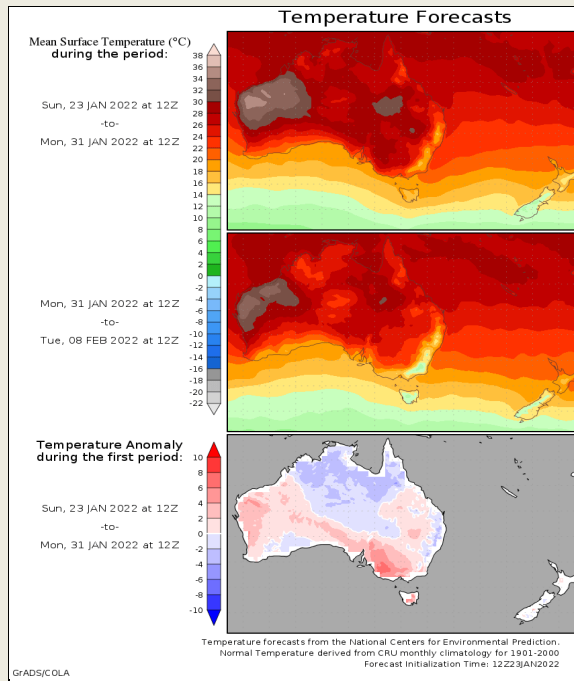 Temperature Forecasts
Mean Surface Temperature (°C)
during the period:
Sun, 23 JAN 2022 at 12Z
-to-
Mon, 31 JAN 2022 at 12Z
38
36
34
32
30
28
26
24
22
20
18
16
14
12
10
8
6
4
2
0
-2
-4
-6
-8
-10
-12
-14
-16
-18
-20
-22
Mon, 31 JAN 2022 at 12Z
-to-
Tue, 08 FEB 2022 at 12Z
Temperature Anomaly
during the first period:
Sun, 23 JAN 2022 at 12Z
-to-
Mon, 31 JAN 2022 at 12Z
10
8
6
4
2
0
-2
-4
-6
-8
-10
Temperature forecasts from the National Centers for Environmental Prediction.
Normal Temperature derived from CRU monthly climatology for 1901-2000
Forecast Initialization Time: 12Z23JAN2022
GrADS/COLA